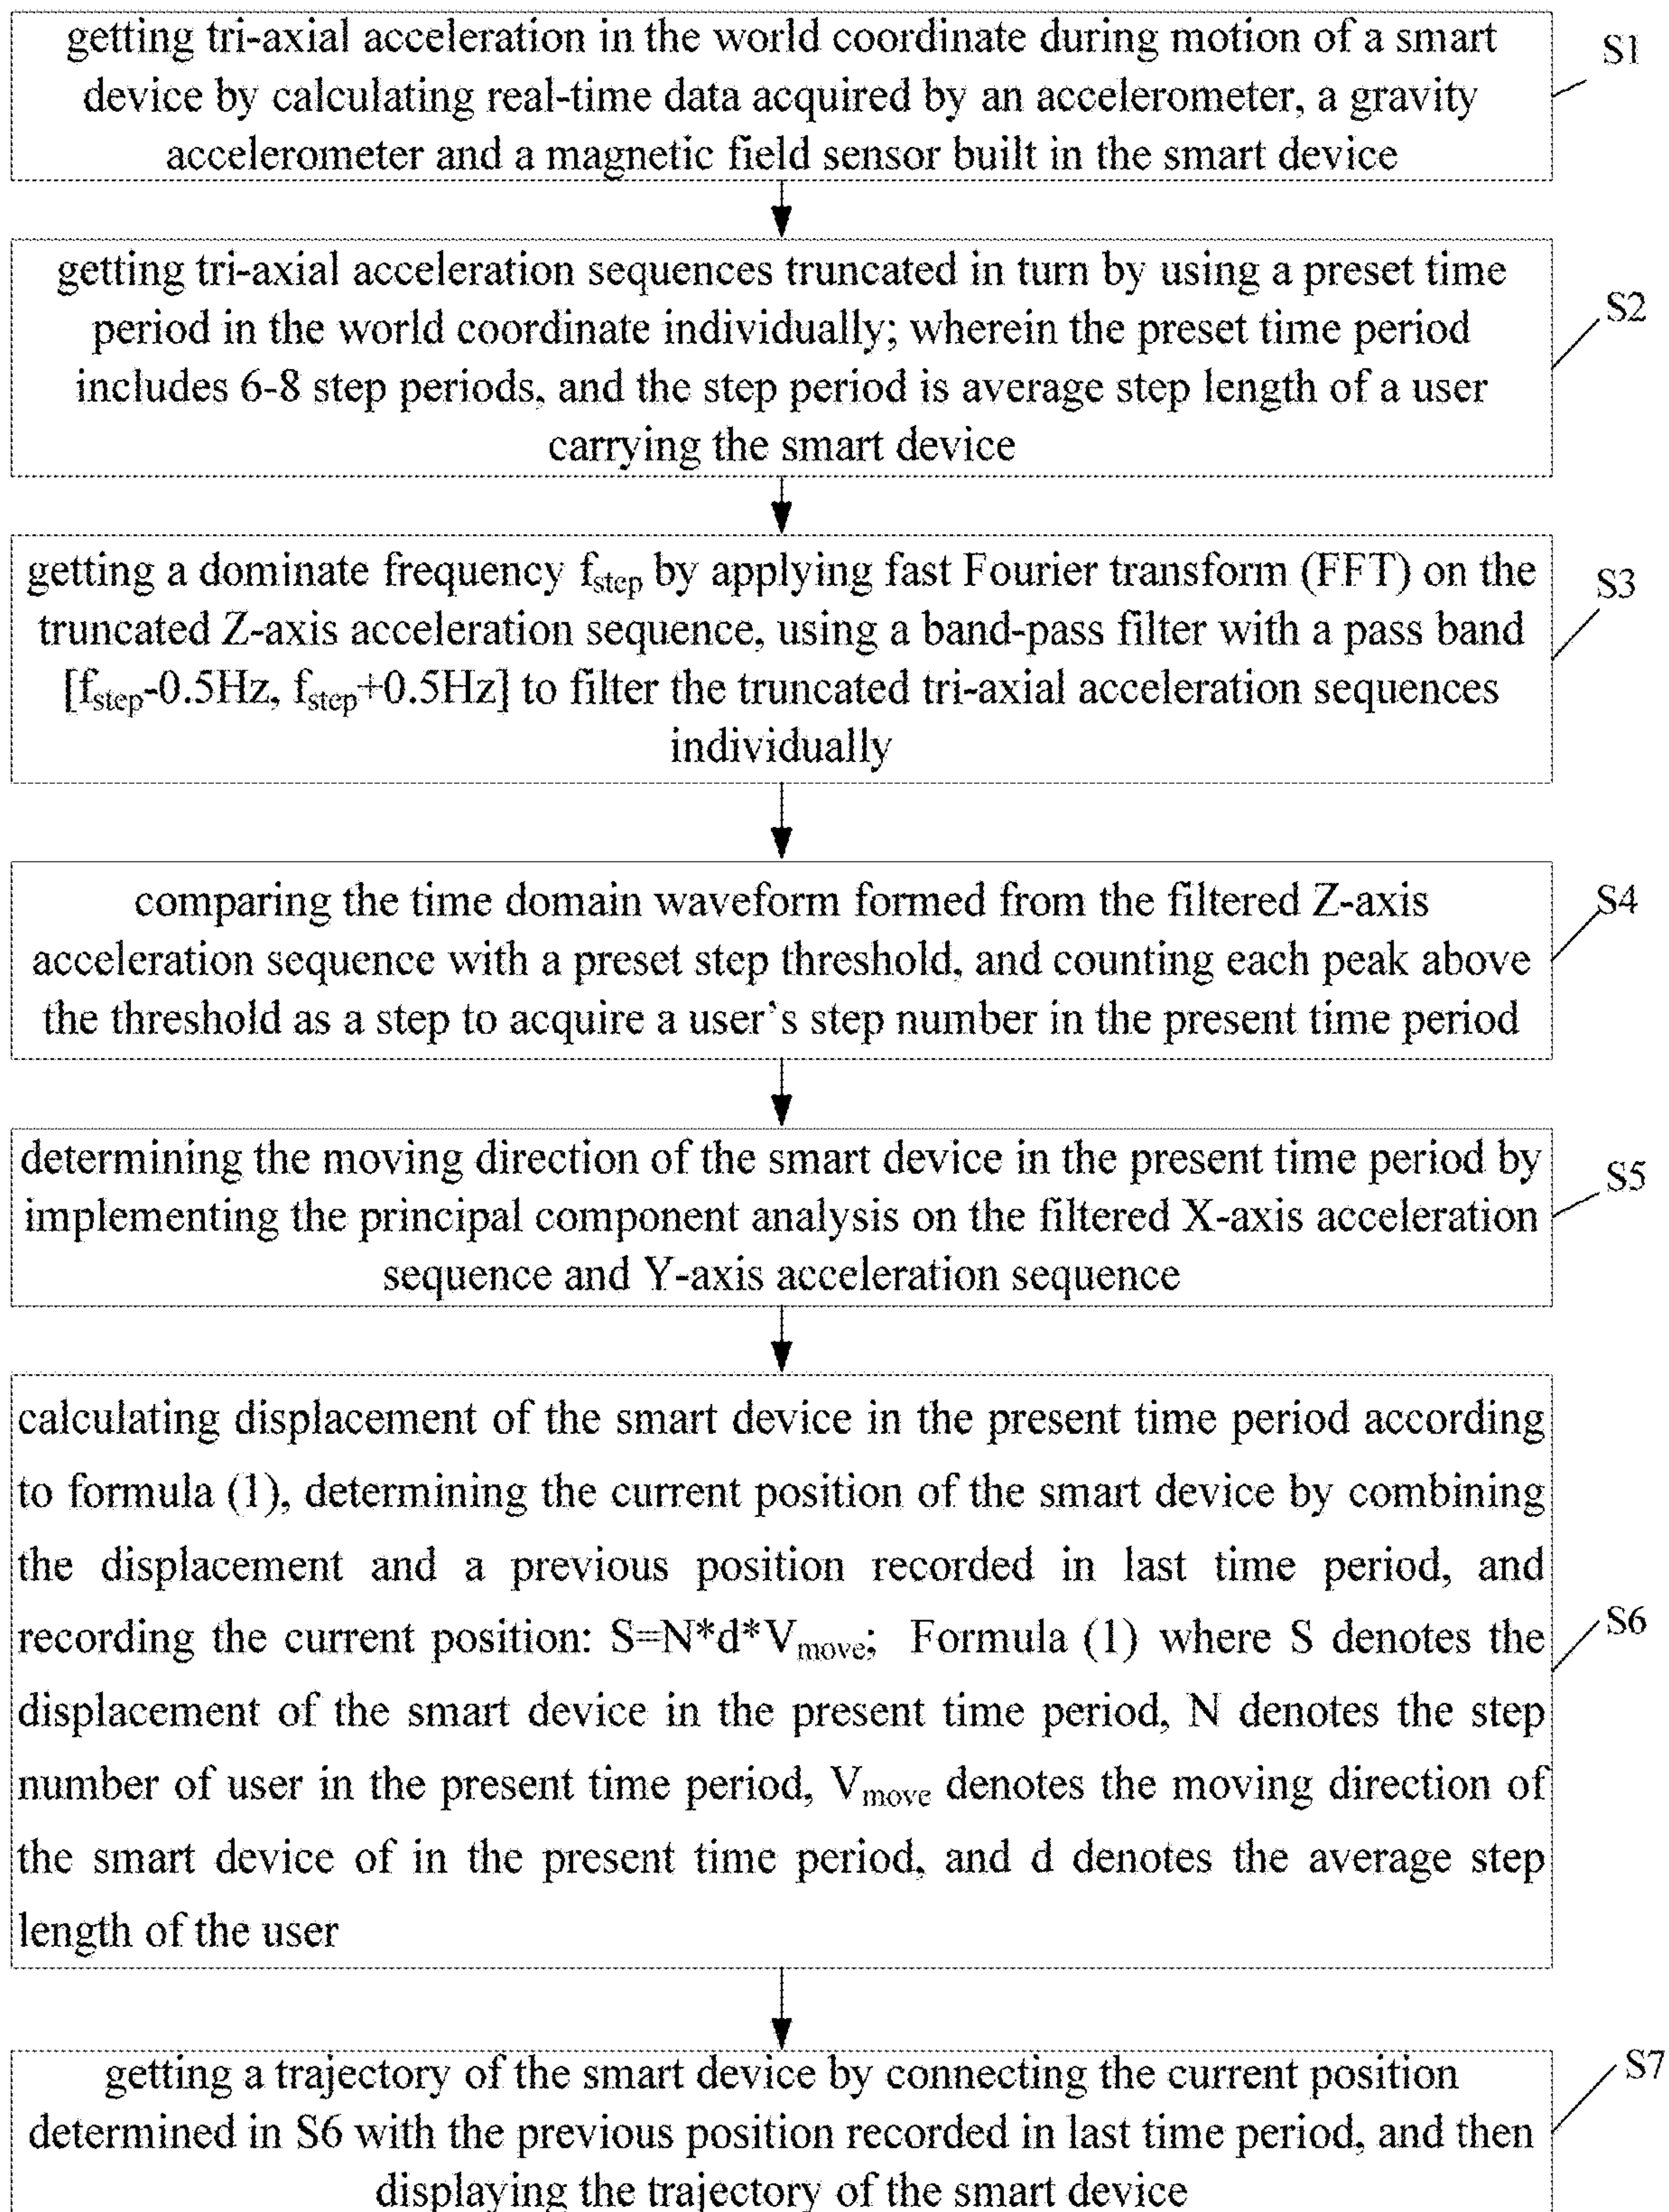 getting tri-axial acceleration in the world coordinate during motion of a smart
device by calculating real-time data acquired by an accelerometer, a gravity
accelerometer and a magnetic field sensor built in the smart device
S1
getting tri-axial acceleration sequences truncated in turn by using a preset time
period in the world coordinate individually; wherein the preset time period
includes 6-8 step periods, and the step period is average step length of a user
carrying the smart device
S2
getting a dominate frequency fstep by applying fast Fourier transform (FFT) on the
truncated Z-axis acceleration sequence, using a band-pass filter with a pass band
[fstep-0.5Hz, fstep+0.5Hz] to filter the truncated tri-axial acceleration sequences
individually
S3
comparing the time domain waveform formed from the filtered Z-axis
acceleration sequence with a preset step threshold, and counting each peak above
the threshold as a step to acquire a user's step number in the present time period
S4
determining the moving direction of the smart device in the present time period by
implementing the principal component analysis on the filtered X-axis acceleration
sequence and Y-axis acceleration sequence
S5
calculating displacement of the smart device in the present time period according
to formula (1), determining the current position of the smart device by combining
the displacement and a previous position recorded in last time period, and
recording the current position: S=N*d*Vmove; Formula (1) where S denotes the
displacement of the smart device in the present time period, N denotes the step
number of user in the present time period, Vmove denotes the moving direction of
the smart device of in the present time period, and d denotes the average step
length of the user
S6
getting a trajectory of the smart device by connecting the current position
determined in S6 with the previous position recorded in last time period, and then
displaying the trajectory of the smart device
S7